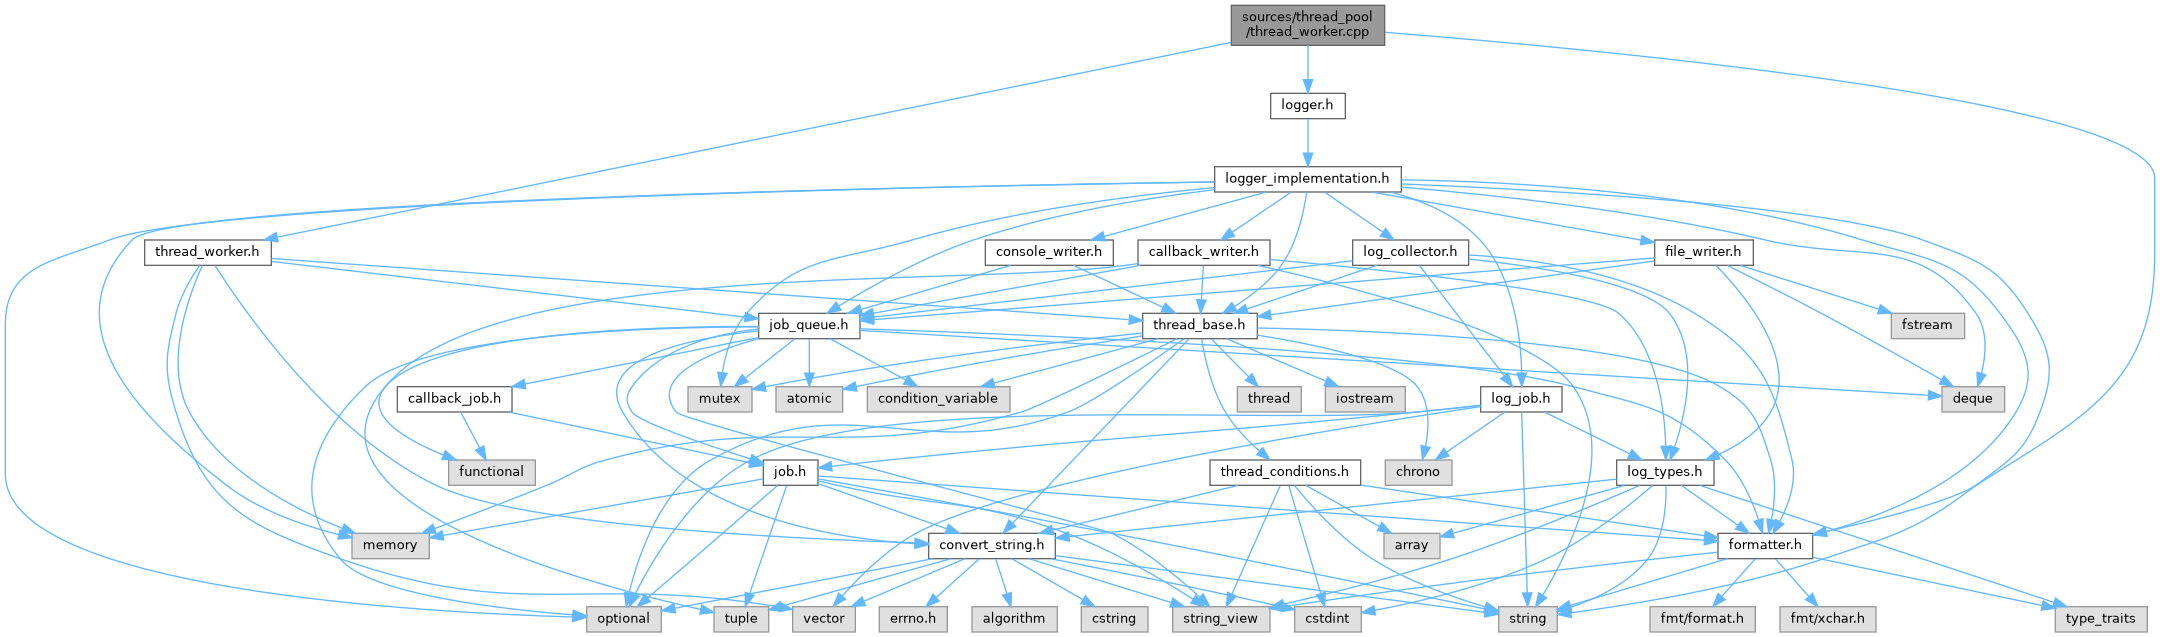 sources/thread_pool
/thread_worker.cpp
logger.h
logger_implementation.h
thread_worker.h
console_writer.h
callback_writer.h
log_collector.h
file_writer.h
job_queue.h
thread_base.h
fstream
callback_job.h
mutex
atomic
condition_variable
thread
iostream
log_job.h
deque
functional
job.h
thread_conditions.h
chrono
log_types.h
memory
convert_string.h
array
formatter.h
optional
tuple
vector
errno.h
algorithm
cstring
string_view
cstdint
string
fmt/format.h
fmt/xchar.h
type_traits